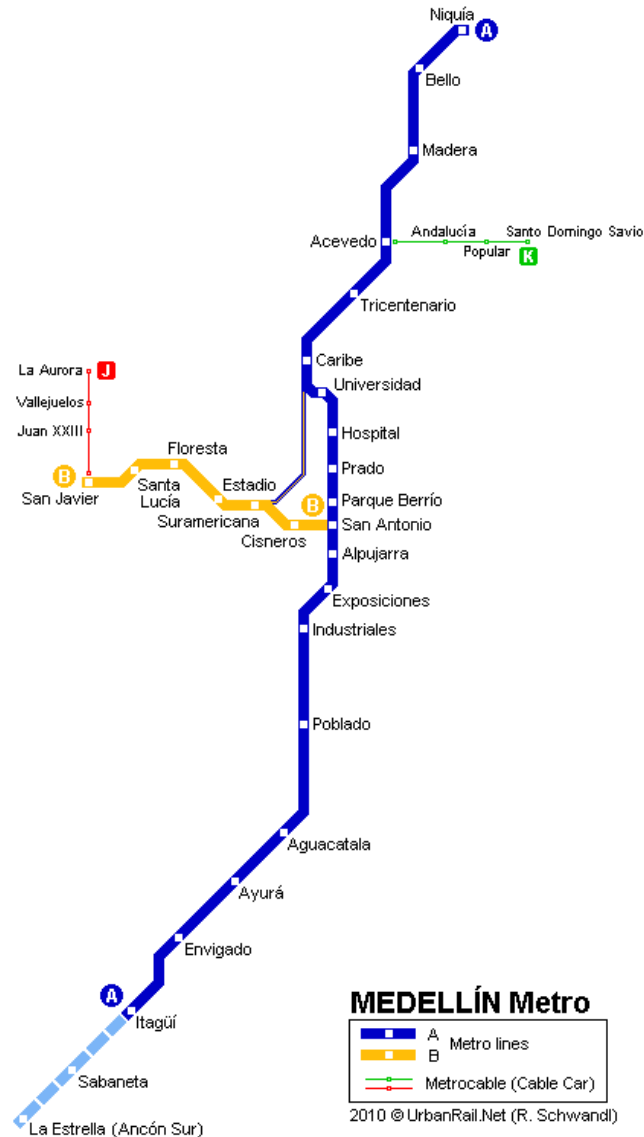 Niquía
A
Bello
Madera
Acevedo
Andalucía
Santo Domingo Savio
Popular
K
Tricentenario
Caribe
La Aurora
J
Universidad
Vallejuelos
Juan XXIII
Hospital
Floresta
Prado
B
Santa
Lucía
Estadio
San Javier
Parque Berrío
B
Suramericana
San Antonio
Cisneros
Alpujarra
Exposiciones
Industriales
Poblado
Aguacatala
Ayurá
Envigado
A
Itagüí
Sabaneta
La Estrella (Ancón Sur)
MEDELLÍN Metro
A
Metro lines
B
Metrocable (Cable Car)
2010 © UrbanRail.Net (R. Schwandl)